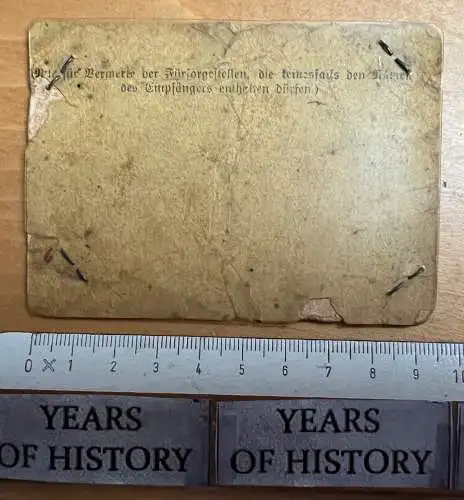 für Vermerke der Fürsorgestellen, die keinesfalls den Namen
des Empfängers enthalten dürfen)
0 1 2 3 4 5 6 7 8 9 10
YEARS
OF HISTORY
YEARS
OF HISTORY